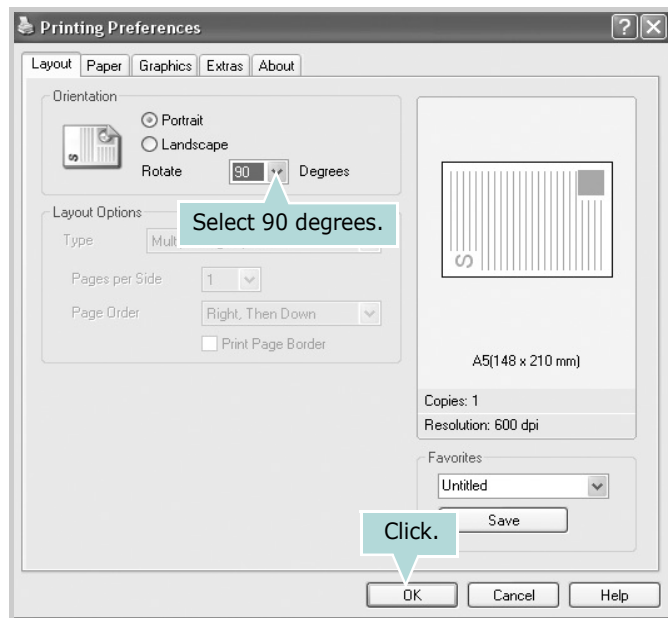 Printing Preferences
Layout Paper Graphics Extras About
Orientation
Portrait
Landscape
Rotate 90 Degrees
Select 90 degrees.
Layout Options
Type
Pages per Side 1
Page Order Right, Then Down
Print Page Border
S
S
A5(148 x 210 mm)
Copies: 1
Resolution: 600 dpi
Favorites
Untitled
Save
Click.
OK Cancel Help